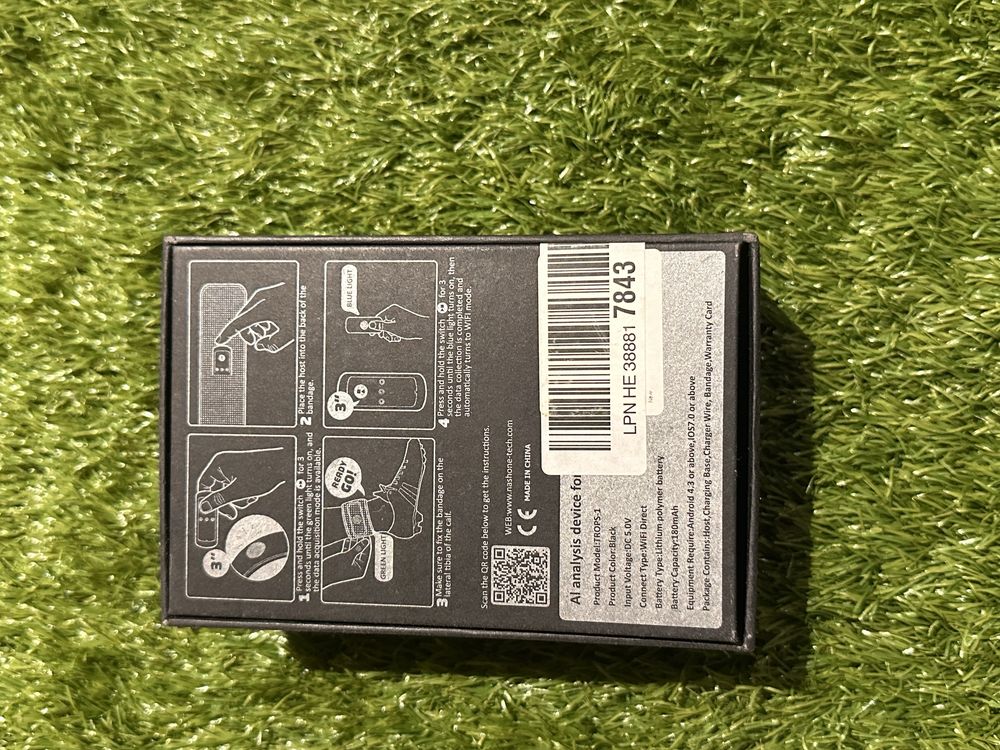 3"
1 Press and hold the switch for 3
seconds until the green light turns on, and
the data acquisition mode is available.
2 Place the host into the back of the
bandage.
READY
GO!
GREEN LIGHT
3 Make sure to fix the bandage on the
lateral tibia of the calf.
BLUE LIGHT
3"
4 Press and hold the switch for 3
seconds until the blue light turns on, then
the data collection is completed and
automatically turns to WiFi mode.
Scan the QR code below to get the instructions.
WEB:www.nashone-tech.com
CE MADE IN CHINA
AI analysis device for
Product Model:TROPS-1
Product Color:Black
Input Voltage:DC 5.0V
Connect Type:WiFi Direct
Battery Type:Lithium polymer battery
Battery Capacity:180mAh
Equipment Require:Android 4.3 or above,IOS7.0 or above
Package Contains:Host,Charging Base,Charger Wire, Bandage,Warranty Card
LPN HE 38881 7843
New